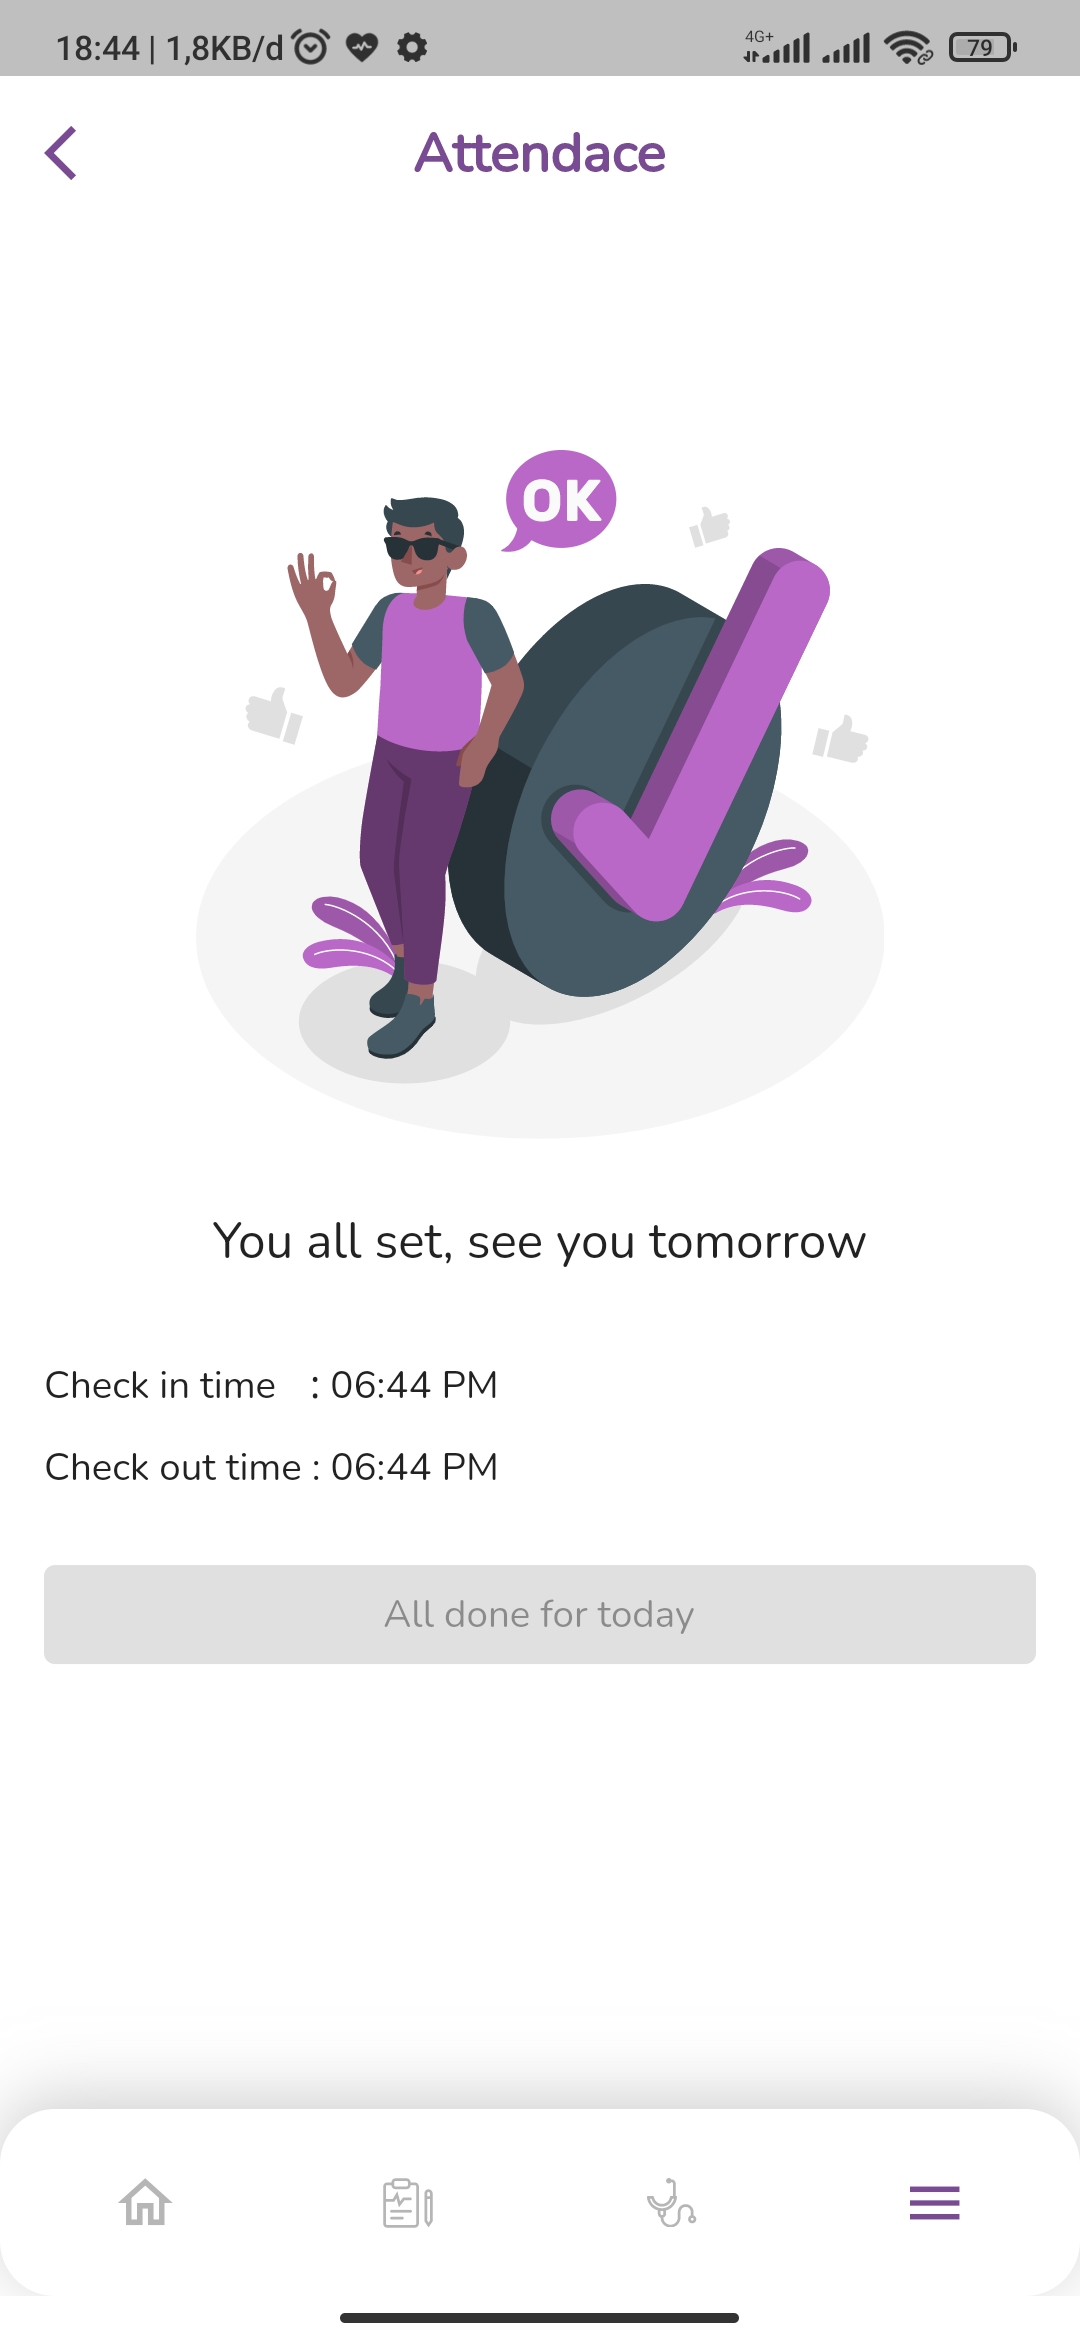 18:44 | 1,8KB/d
4G+
79
Attendace
OK
You all set, see you tomorrow
Check in time : 06:44 PM
Check out time : 06:44 PM
All done for today